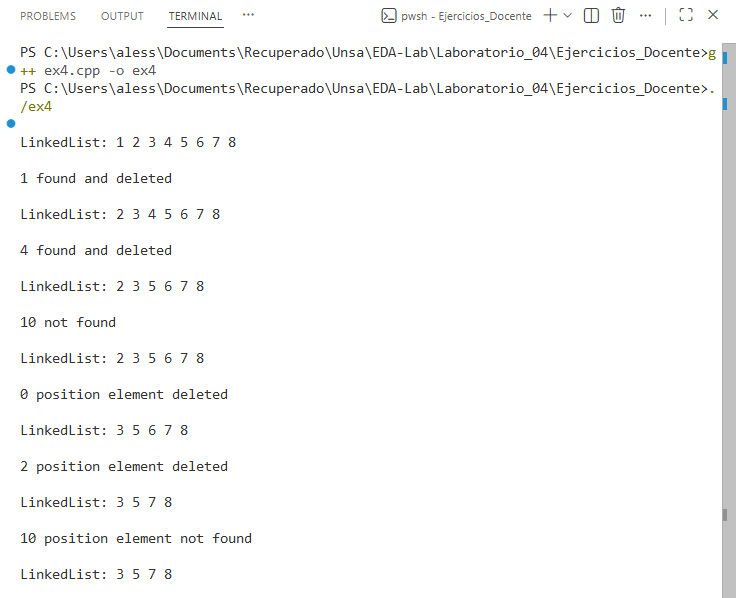 PROBLEMS OUTPUT TERMINAL ··· pwsh - Ejercicios_Docente
PS C:\Users\aless\Documents\Recuperado\Unsa\EDA-Lab\Laboratorio_04\Ejercicios_Docente>g
++ ex4.cpp -o ex4
PS C:\Users\aless\Documents\Recuperado\Unsa\EDA-Lab\Laboratorio_04\Ejercicios_Docente>.
/ex4
LinkedList: 1 2 3 4 5 6 7 8
1 found and deleted
LinkedList: 2 3 4 5 6 7 8
4 found and deleted
LinkedList: 2 3 5 6 7 8
10 not found
LinkedList: 2 3 5 6 7 8
0 position element deleted
LinkedList: 3 5 6 7 8
2 position element deleted
LinkedList: 3 5 7 8
10 position element not found
LinkedList: 3 5 7 8